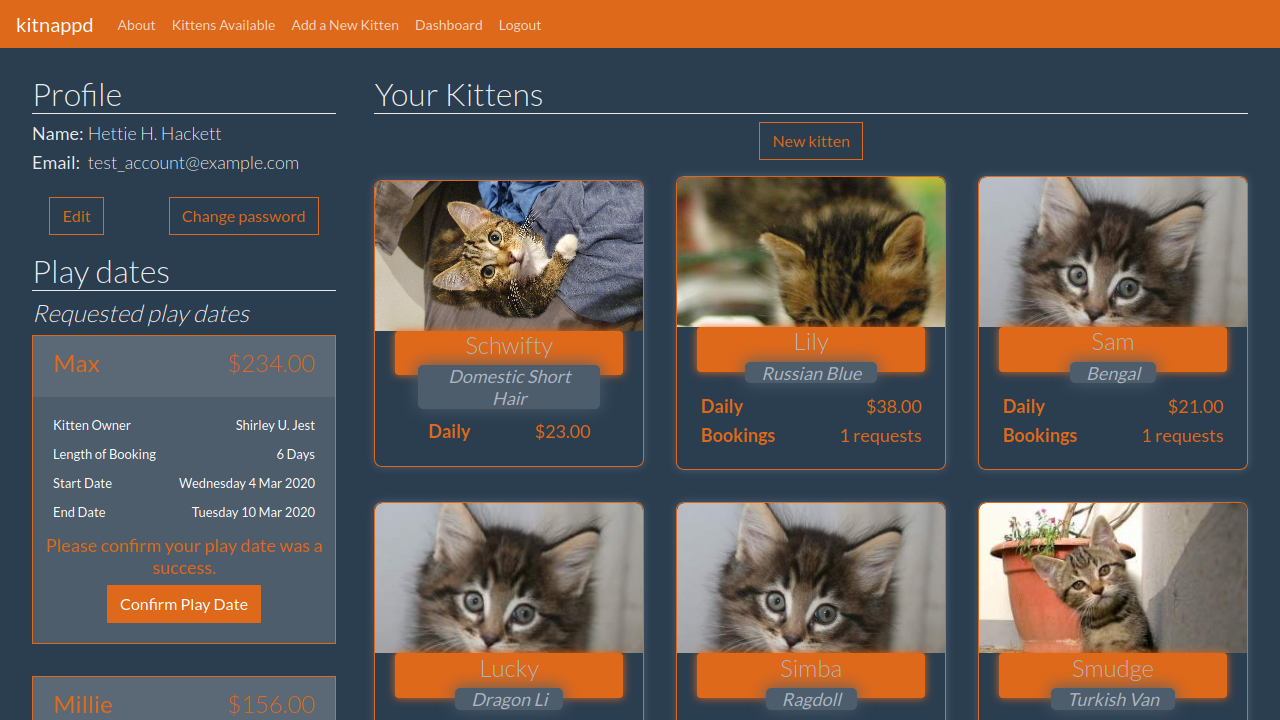 kitnappd About Kittens Available Add a New Kitten Dashboard Logout
Profile
Name: Hettie H. Hackett
Email: test_account@example.com
Edit Change password
Play dates
Requested play dates
Max $234.00
Kitten Owner Shirley U. Jest
Length of Booking 6 Days
Start Date Wednesday 4 Mar 2020
End Date Tuesday 10 Mar 2020
Please confirm your play date was a
success.
Confirm Play Date
Millie $156.00
Your Kittens
New kitten
Schwifty
Domestic Short
Hair
Daily $23.00
Lily
Russian Blue
Daily $38.00
Bookings 1 requests
Sam
Bengal
Daily $21.00
Bookings 1 requests
Lucky
Dragon Li
Simba
Ragdoll
Smudge
Turkish Van